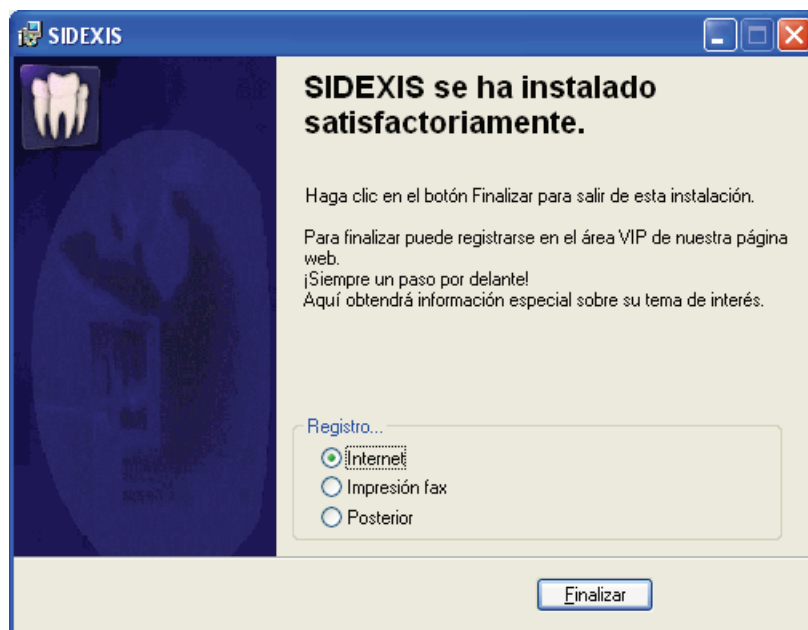 SIDEXIS
SIDEXIS se ha instalado
satisfactoriamente.
Haga clic en el botón Finalizar para salir de esta instalación.
Para finalizar puede registrarse en el área VIP de nuestra página
web.
¡Siempre un paso por delante!
Aquí obtendrá información especial sobre su tema de interés.
Registro...
Internet
Impresión fax
Posterior
Finalizar